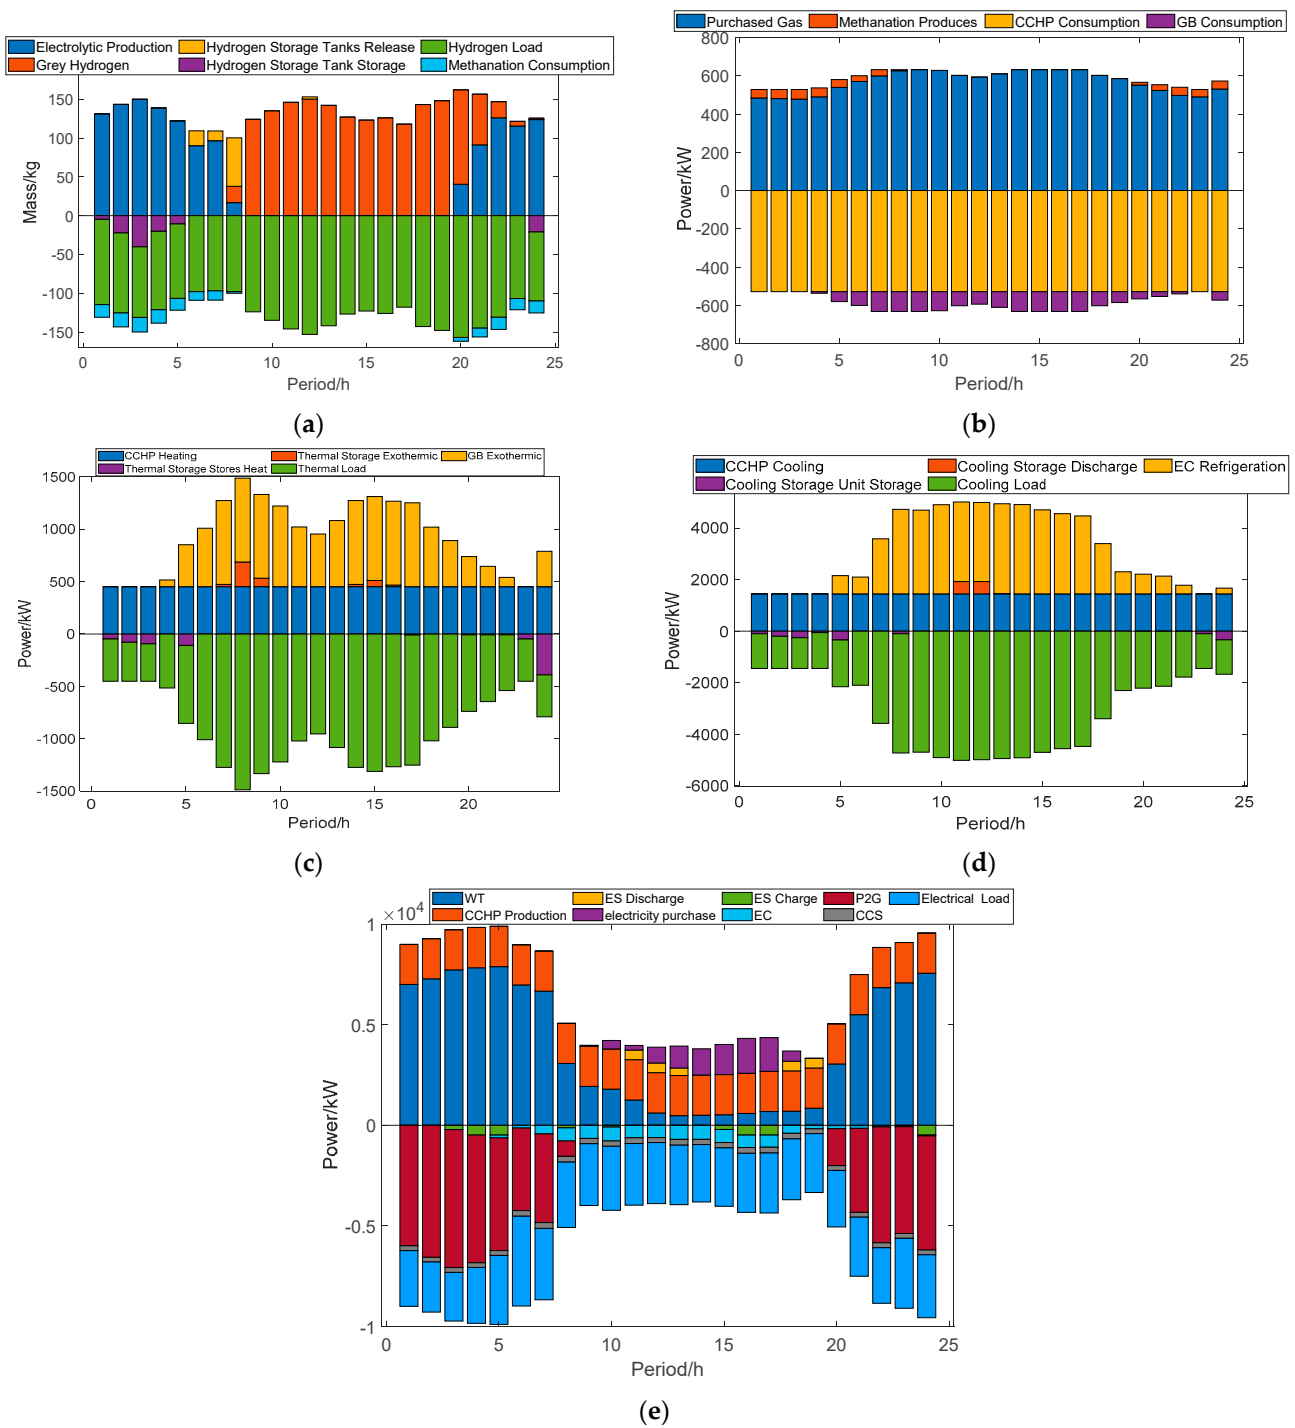 Electrolytic Production Hydrogen Storage Tanks Release Hydrogen Load
Grey Hydrogen Hydrogen Storage Tank Storage Methanation Consumption
150
100
50
0
-50
-100
-150
Mass/kg
0 5 10 15 20 25
Period/h
(a)
Purchased Gas Methanation Produces CCHP Consumption GB Consumption
800
600
400
200
0
-200
-400
-600
-800
Power/kW
0 5 10 15 20 25
Period/h
(b)
CCHP Heating Thermal Storage Exothermic GB Exothermic
Thermal Storage Stores Heat Thermal Load
1500
1000
500
0
-500
-1000
-1500
Power/kW
0 5 10 15 20
Period/h
(c)
CCHP Cooling Cooling Storage Discharge EC Refrigeration
Cooling Storage Unit Storage Cooling Load
4000
2000
0
-2000
-4000
-6000
Power/kW
0 5 10 15 20 25
Period/h
(d)
WT ES Discharge ES Charge P2G Electrical Load
CCHP Production electricity purchase EC CCS
1 ×10⁴
0.5
0
-0.5
-1
Power/kW
0 5 10 15 20 25
Period/h
(e)